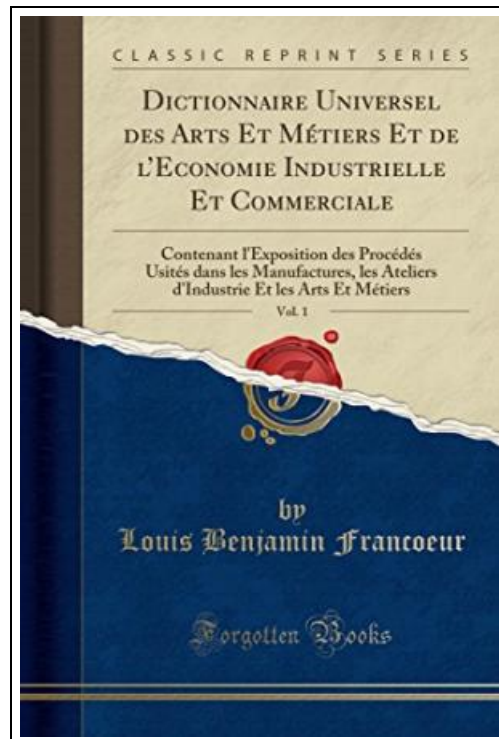 CLASSIC REPRINT SERIES
DICTIONNAIRE UNIVERSEL
DES ARTS ET MÉTIERS ET DE
L'ECONOMIE INDUSTRIELLE
ET COMMERCIALE
Contenant l'Exposition des Procédés
Usités dans les Manufactures, les Ateliers
d'Industrie Et les Arts Et Métiers
Vol. 1
by
Louis Benjamin Francoeur
Forgotten Books